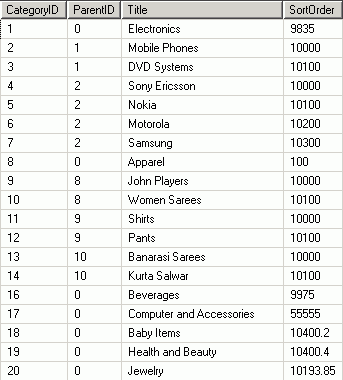 CategoryID ParentID Title SortOrder
1 0 Electronics 9835
2 1 Mobile Phones 10000
3 1 DVD Systems 10100
4 2 Sony Ericsson 10000
5 2 Nokia 10100
6 2 Motorola 10200
7 2 Samsung 10300
8 0 Apparel 100
9 8 John Players 10000
10 8 Women Sarees 10100
11 9 Shirts 10000
12 9 Pants 10100
13 10 Banarasi Sarees 10000
14 10 Kurta Salwar 10100
16 0 Beverages 9975
17 0 Computer and Accessories 55555
18 0 Baby Items 10400.2
19 0 Health and Beauty 10400.4
20 0 Jewelry 10193.85